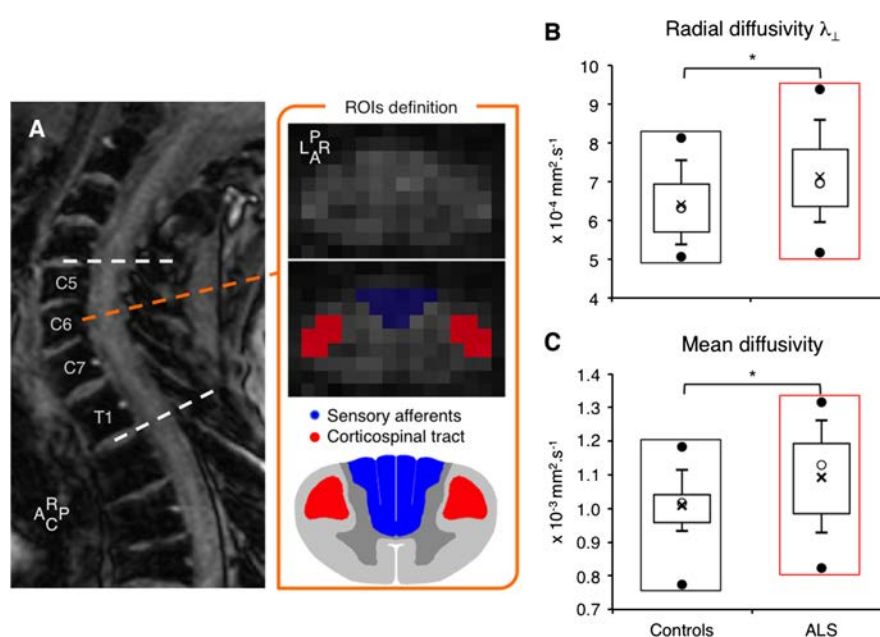 A
C5
C6
C7
T1
R
A P
C
ROIs definition
P
L R
A
Sensory afferents
Corticospinal tract
B
Radial diffusivity λ⊥
*
10
9
8
7
6
5
4
x 10⁻⁴ mm².s⁻¹
C
Mean diffusivity
*
1.4
1.3
1.2
1.1
1.0
0.9
0.8
0.7
x 10⁻³ mm².s⁻¹
Controls
ALS